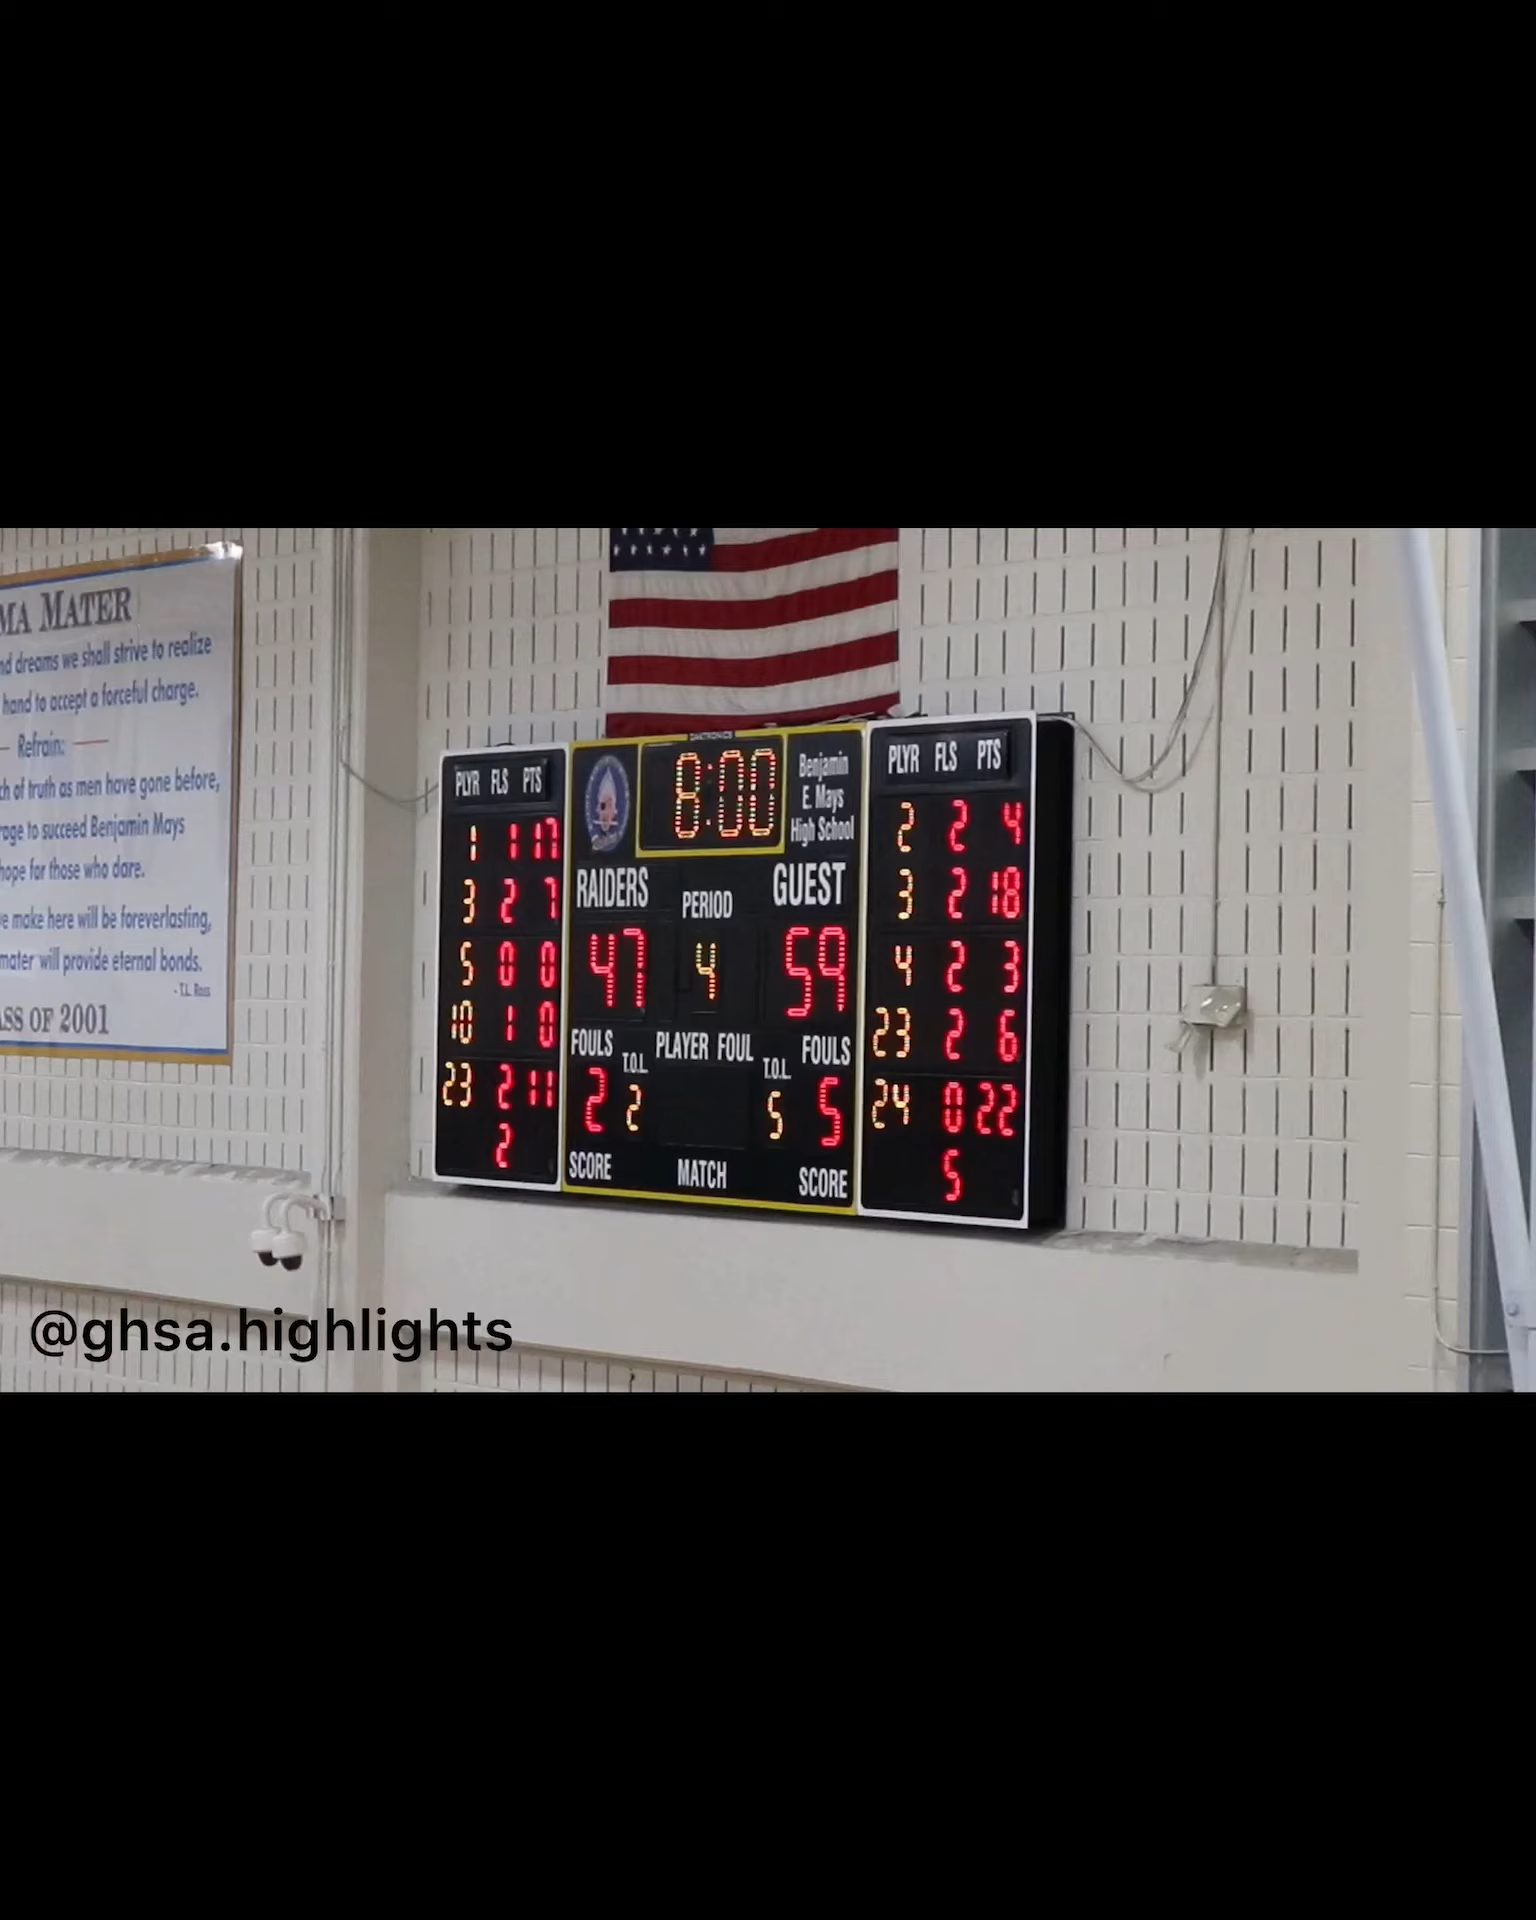 MA MATER
nd dreams we shall strive to realize
hand to accept a forceful charge.
Refrain:
ch of truth as men have gone before,
rage to succeed Benjamin Mays
hope for those who dare.
ve make here will be foreverlasting,
mater will provide eternal bonds.
- T.L. Ross
ASS OF 2001
PLYR FLS PTS
1 1 17
3 2 7
5 0 0
10 1 0
23 2 11
2
DAKTRONICS
8:00
Benjamin
E. Mays
High School
RAIDERS
PERIOD
GUEST
47 4 59
FOULS
T.O.L.
PLAYER FOUL
T.O.L.
FOULS
2 2 5 5
SCORE
MATCH
SCORE
PLYR FLS PTS
2 2 4
3 2 18
4 2 3
23 2 6
24 0 22
5
@ghsa.highlights